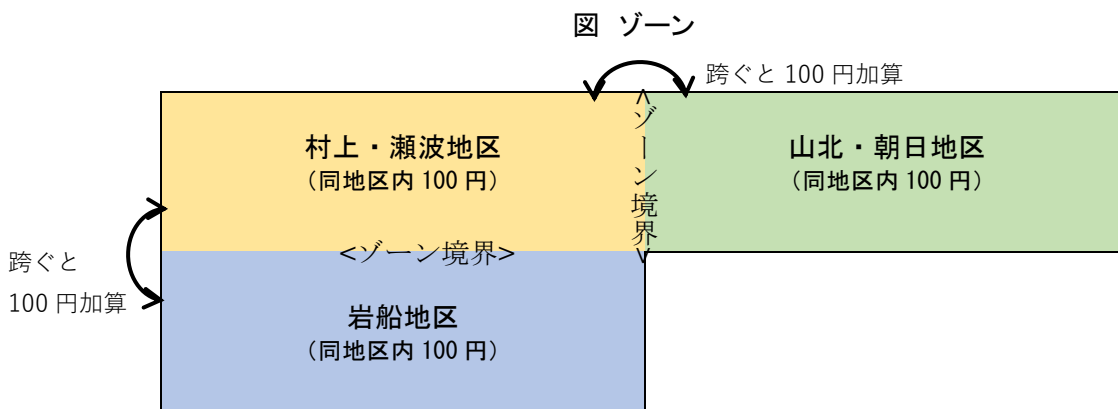 図 ゾーン
跨ぐと 100 円加算
村上・瀬波地区
（同地区内 100 円）
<ゾーン境界>
山北・朝日地区
（同地区内 100 円）
<ゾーン境界>
跨ぐと
100 円加算
岩船地区
（同地区内 100 円）